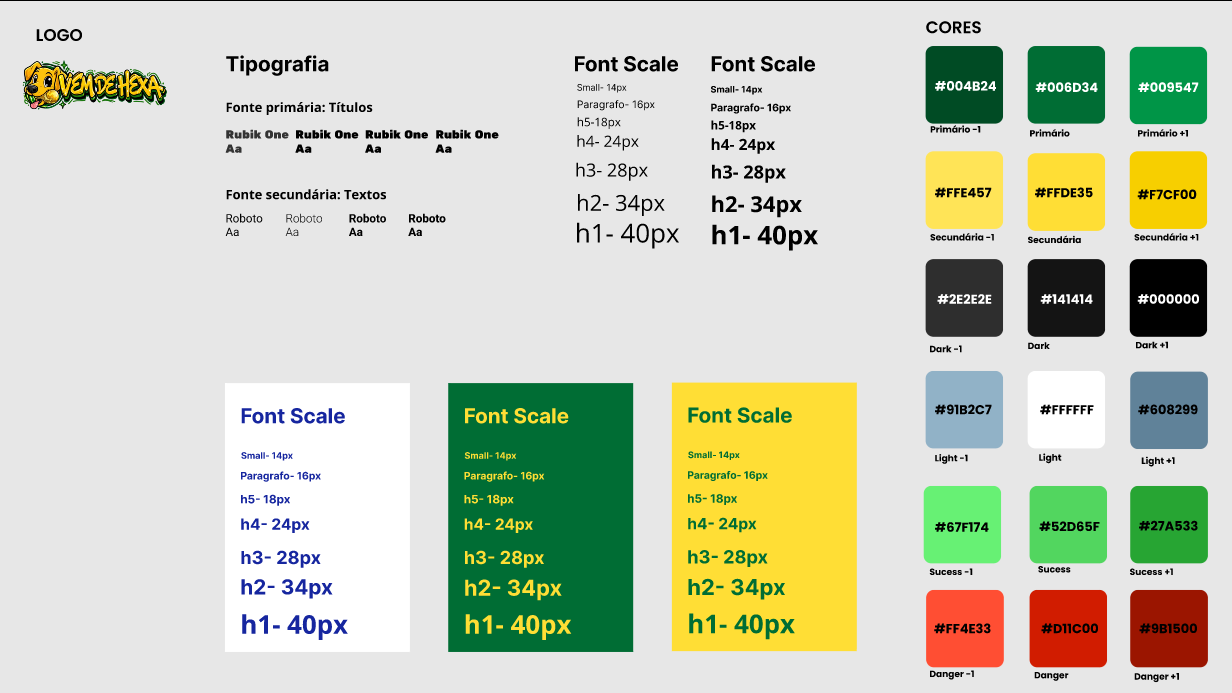 LOGO
VEM DE HEXA
Tipografia
Fonte primária: Títulos
Rubik One Rubik One Rubik One Rubik One
Aa Aa Aa Aa
Fonte secundária: Textos
Roboto Roboto Roboto Roboto
Aa Aa Aa Aa
Font Scale
Small- 14px
Paragrafo- 16px
h5-18px
h4- 24px
h3- 28px
h2- 34px
h1- 40px
Font Scale
Small- 14px
Paragrafo- 16px
h5-18px
h4- 24px
h3- 28px
h2- 34px
h1- 40px
Font Scale
Small- 14px
Paragrafo- 16px
h5- 18px
h4- 24px
h3- 28px
h2- 34px
h1- 40px
Font Scale
Small- 14px
Paragrafo- 16px
h5- 18px
h4- 24px
h3- 28px
h2- 34px
h1- 40px
Font Scale
Small- 14px
Paragrafo- 16px
h5- 18px
h4- 24px
h3- 28px
h2- 34px
h1- 40px
CORES
#004B24 #006D34 #009547
Primário -1 Primário Primário +1
#FFE457 #FFDE35 #F7CF00
Secundária -1 Secundária Secundária +1
#2E2E2E #141414 #000000
Dark -1 Dark Dark +1
#91B2C7 #FFFFFF #608299
Light -1 Light Light +1
#67F174 #52D65F #27A533
Sucess -1 Sucess Sucess +1
#FF4E33 #D11C00 #9B1500
Danger -1 Danger Danger +1